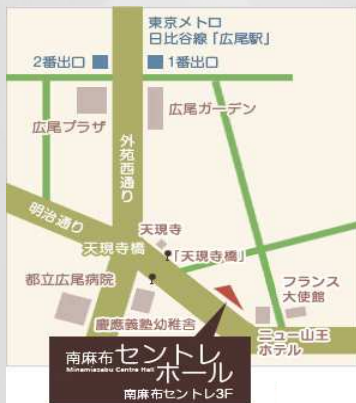 東京メトロ
日比谷線「広尾駅」
2番出口
1番出口
広尾プラザ
広尾ガーデン
外苑西通り
明治通り
天現寺
天現寺橋
「天現寺橋」
都立広尾病院
フランス
大使館
慶應義塾幼稚舎
ニュー山王
ホテル
南麻布セントレ
Minamiazabu Centre Hall
ホール
南麻布セントレ3F